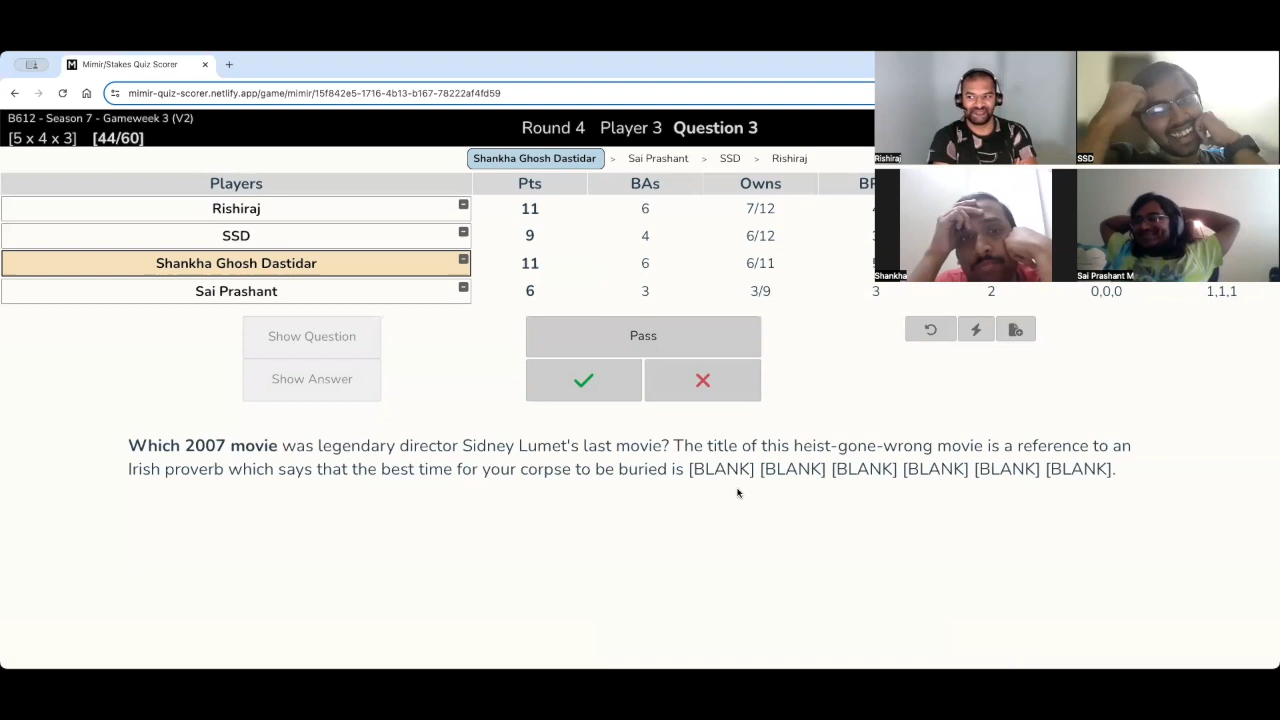 Mimir/Stakes Quiz Scorer
mimir-quiz-scorer.netlify.app/game/mimir/15f842e5-1716-4b13-b167-78222af4fd59
B612 - Season 7 - Gameweek 3 (V2)
[5 x 4 x 3] [44/60]
Round 4 Player 3 Question 3
Shankha Ghosh Dastidar > Sai Prashant > SSD > Rishiraj
Players Pts BAs Owns
Rishiraj 11 6 7/12
SSD 9 4 6/12
Shankha Ghosh Dastidar 11 6 6/11
Sai Prashant 6 3 3/9 3 2 0,0,0 1,1,1
Rishiraj
SSD
Shankha
Sai Prashant M
Show Question
Pass
Show Answer
Which 2007 movie was legendary director Sidney Lumet's last movie? The title of this heist-gone-wrong movie is a reference to an
Irish proverb which says that the best time for your corpse to be buried is [BLANK] [BLANK] [BLANK] [BLANK] [BLANK] [BLANK].